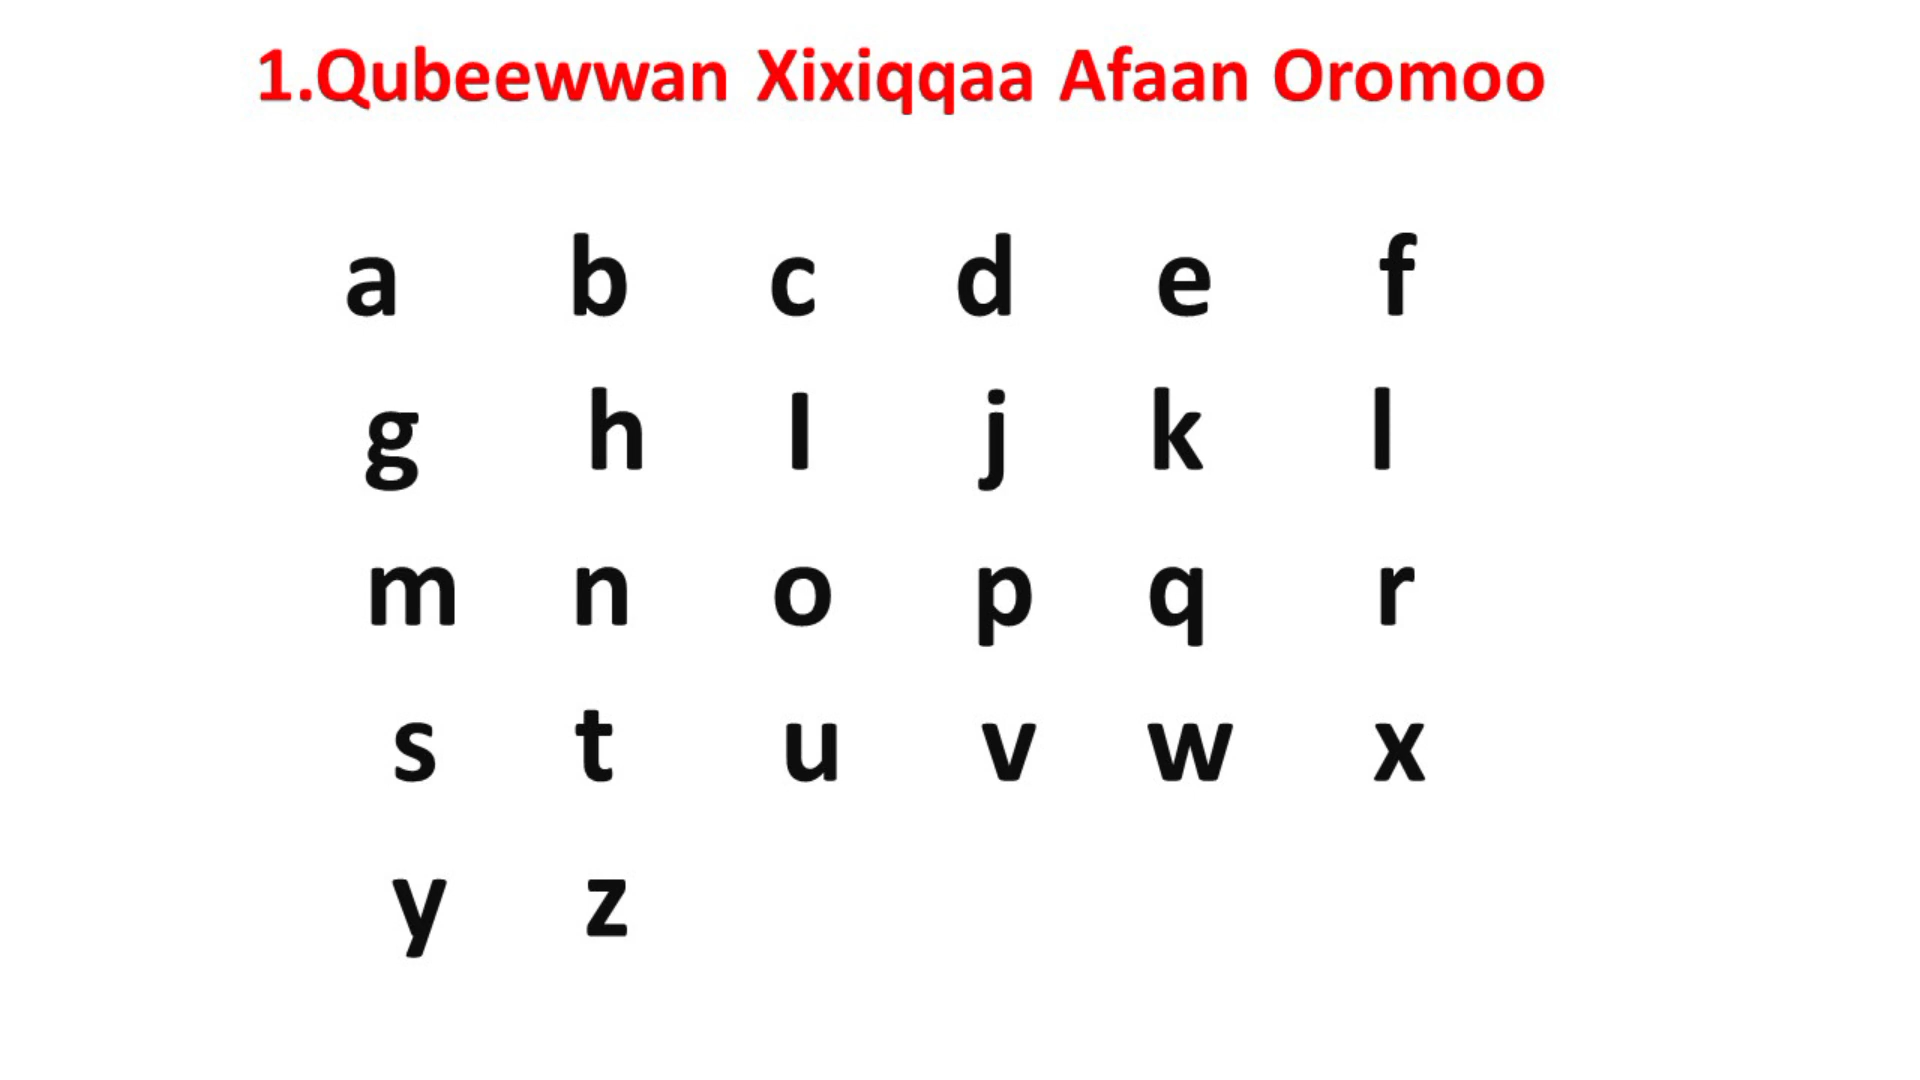 1.Qubeewwan Xixiqqaa Afaan Oromoo
a b c d e f
g h I j k l
m n o p q r
s t u v w x
y z